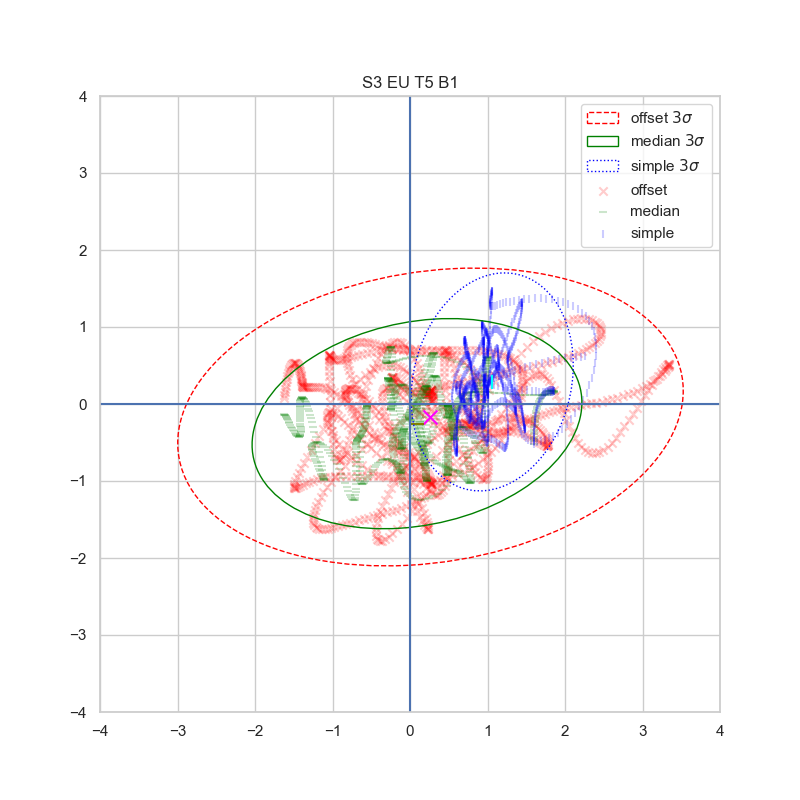 S3 EU T5 B1
offset 3σ
median 3σ
simple 3σ
offset
median
simple
4
3
2
1
0
−1
−2
−3
−4
−4 −3 −2 −1 0 1 2 3 4